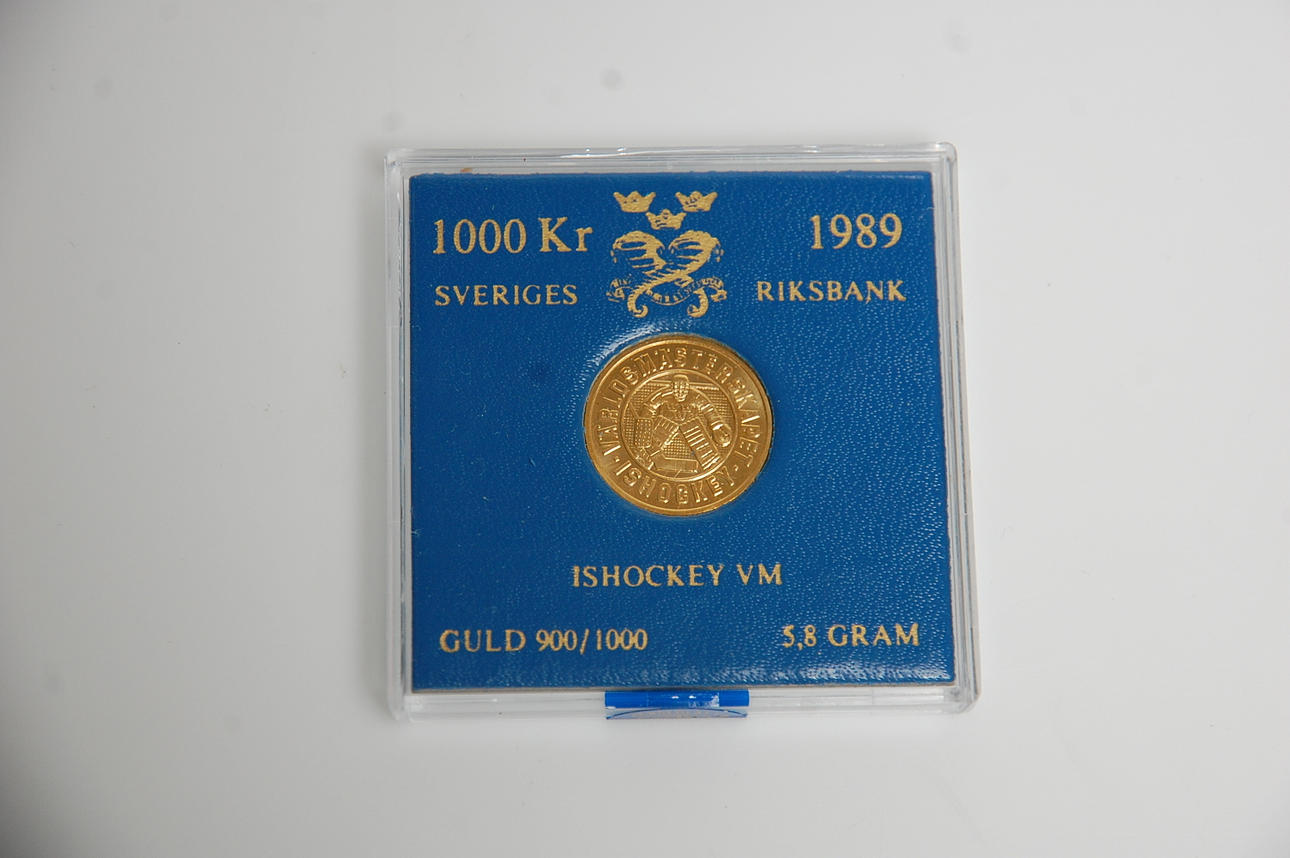 1000 Kr 1989
SVERIGES RIKSBANK
VÄRLDSMÄSTERSKAPET
ISHOCKEY
ISHOCKEY VM
GULD 900/1000 5,8 GRAM